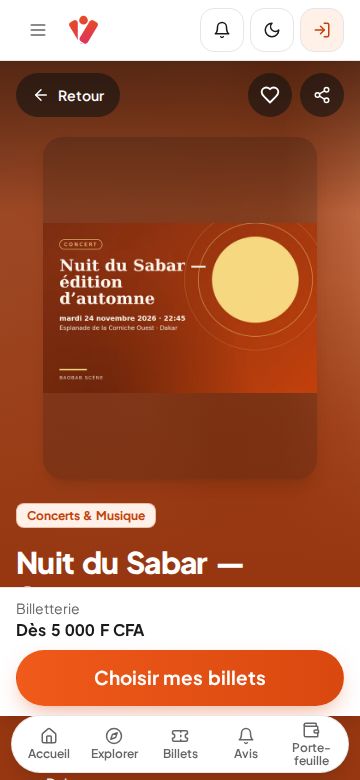 Retour
CONCERT
Nuit du Sabar —
édition
d’automne
mardi 24 novembre 2026 · 22:45
Esplanade de la Corniche Ouest · Dakar
BAOBAB SCÈNE
Concerts & Musique
Nuit du Sabar —
Billetterie
Dès 5 000 F CFA
Choisir mes billets
Accueil
Explorer
Billets
Avis
Porte-
feuille